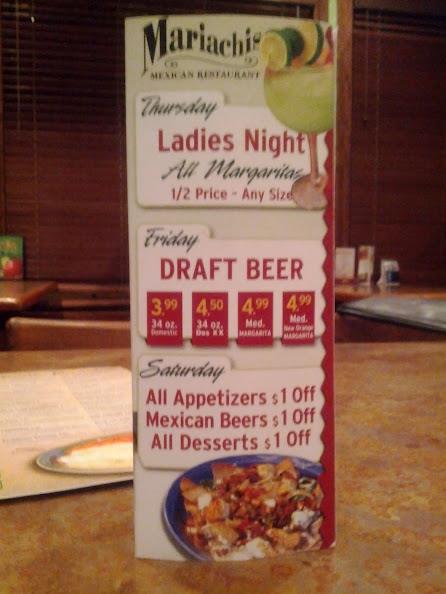 Mariachis
MEXICAN RESTAURANT
Thursday
Ladies Night
All Margaritas
1/2 Price - Any Size
Friday
DRAFT BEER
3.99 4.50 4.99 4.99
34 oz. 34 oz. Med. Med.
Domestic Dos XX MARGARITA New Orange
MARGARITA
Saturday
All Appetizers $1 Off
Mexican Beers $1 Off
All Desserts $1 Off